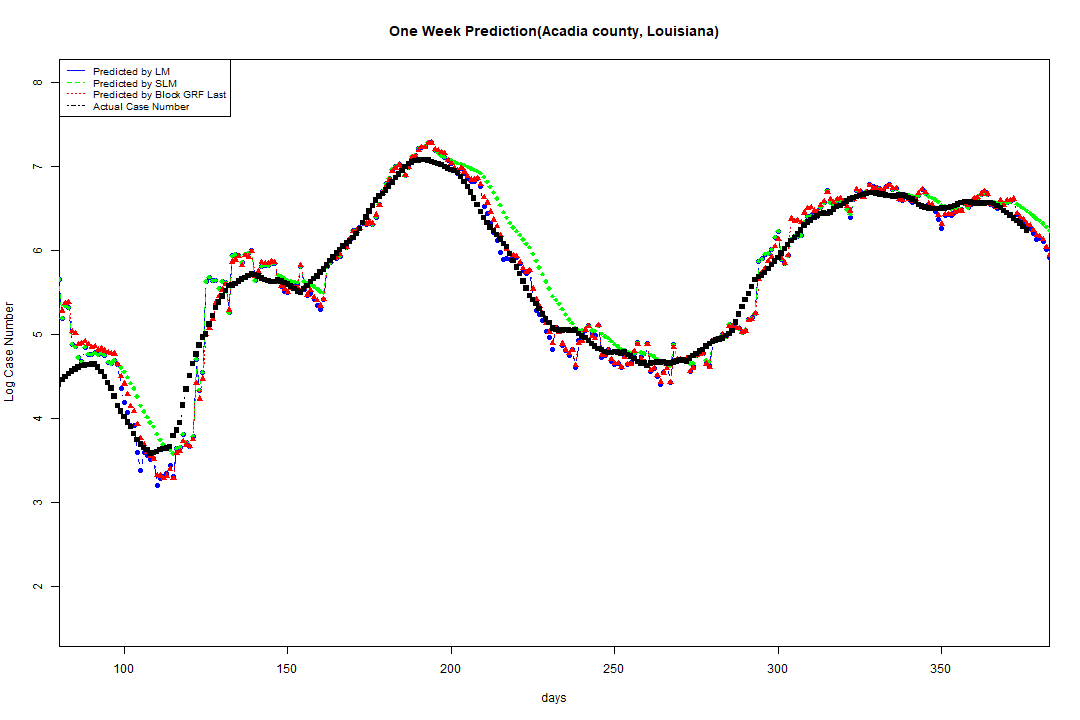 One Week Prediction(Acadia county, Louisiana)
Predicted by LM
Predicted by SLM
Predicted by Block GRF Last
Actual Case Number
8
7
6
5
4
3
2
Log Case Number
100 150 200 250 300 350
days